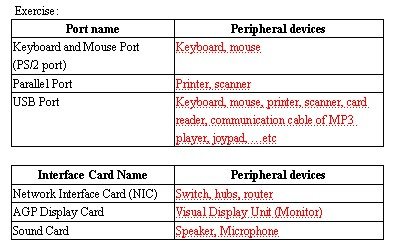 Exercise:
Port name Peripheral devices
Keyboard and Mouse Port Keyboard, mouse
(PS/2 port)
Parallel Port Printer, scanner
USB Port Keyboard, mouse, printer, scanner, card
reader, communication cable of MP3
player, joypad, …etc
Interface Card Name Peripheral devices
Network Interface Card (NIC) Switch, hubs, router
AGP Display Card Visual Display Unit (Monitor)
Sound Card Speaker, Microphone